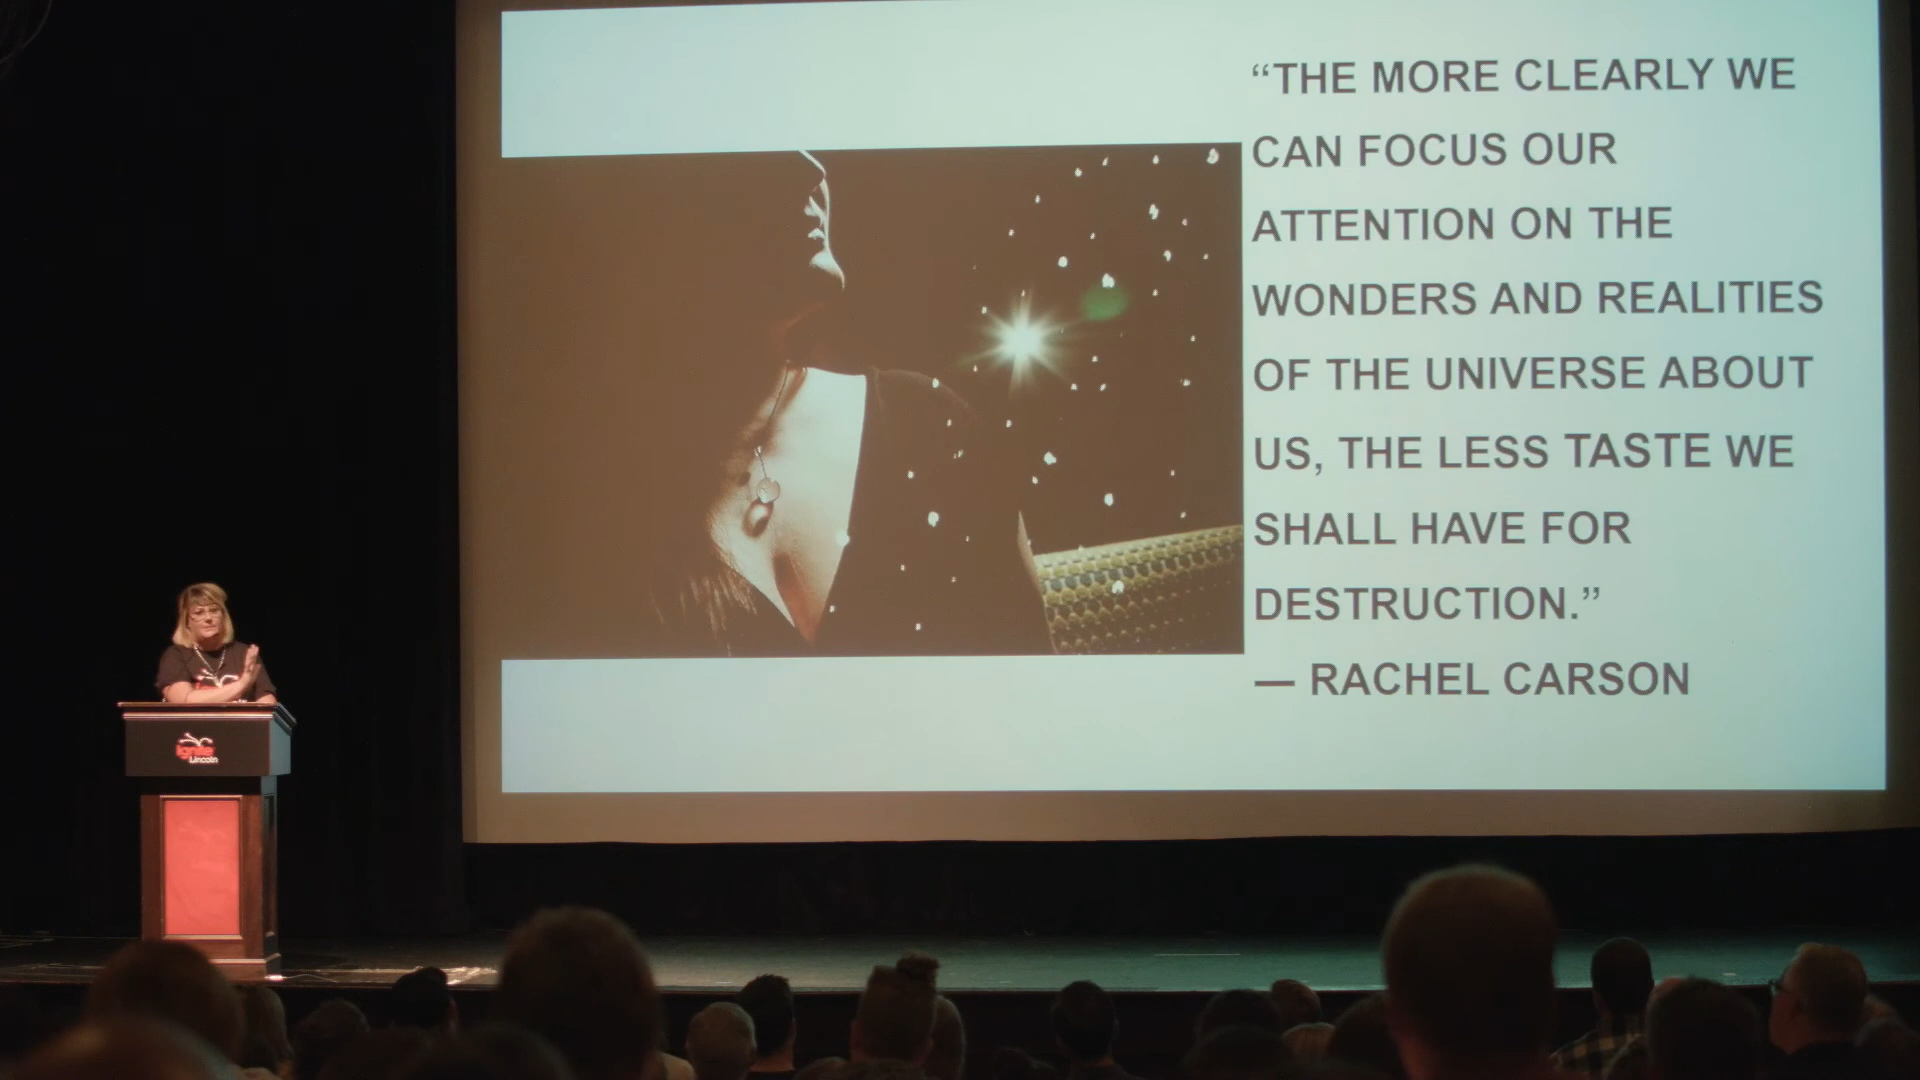 “THE MORE CLEARLY WE
CAN FOCUS OUR
ATTENTION ON THE
WONDERS AND REALITIES
OF THE UNIVERSE ABOUT
US, THE LESS TASTE WE
SHALL HAVE FOR
DESTRUCTION.”
— RACHEL CARSON
ignite
Lincoln